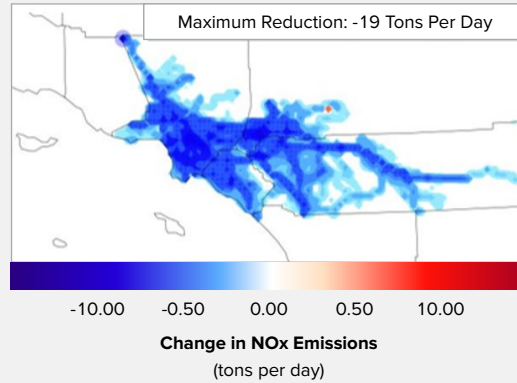 Maximum Reduction: -19 Tons Per Day
-10.00 -0.50 0.00 0.50 10.00
Change in NOx Emissions
(tons per day)